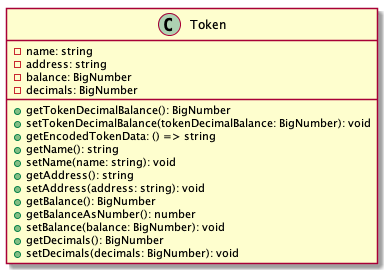 C Token
name: string
address: string
balance: BigNumber
decimals: BigNumber
getTokenDecimalBalance(): BigNumber
setTokenDecimalBalance(tokenDecimalBalance: BigNumber): void
getEncodedTokenData: () => string
getName(): string
setName(name: string): void
getAddress(): string
setAddress(address: string): void
getBalance(): BigNumber
getBalanceAsNumber(): number
setBalance(balance: BigNumber): void
getDecimals(): BigNumber
setDecimals(decimals: BigNumber): void